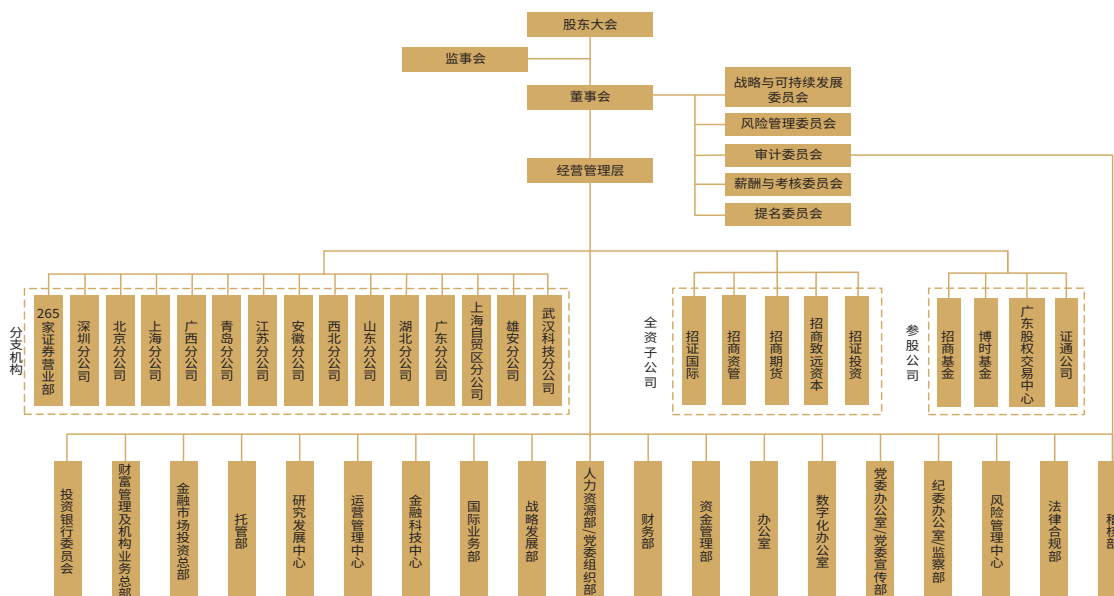 股东大会
监事会
董事会
战略与可持续发展
委员会
风险管理委员会
审计委员会
经营管理层
薪酬与考核委员会
提名委员会
分支机构
265
家证券营业部
深圳分公司
北京分公司
上海分公司
广西分公司
青岛分公司
江苏分公司
安徽分公司
西北分公司
山东分公司
湖北分公司
广东分公司
上海自贸区分公司
雄安分公司
武汉科技分公司
全资子公司
招证国际
招商资管
招商期货
招商致远资本
招证投资
参股公司
招商基金
博时基金
广东股权交易中心
证通公司
投资银行委员会
财富管理及机构业务总部
金融市场投资总部
托管部
研究发展中心
运营管理中心
金融科技中心
国际业务部
战略发展部
人力资源部/党委组织部
财务部
资金管理部
办公室
数字化办公室
党委办公室/党委宣传部
纪委办公室/监察部
风险管理中心
法律合规部
稽核部